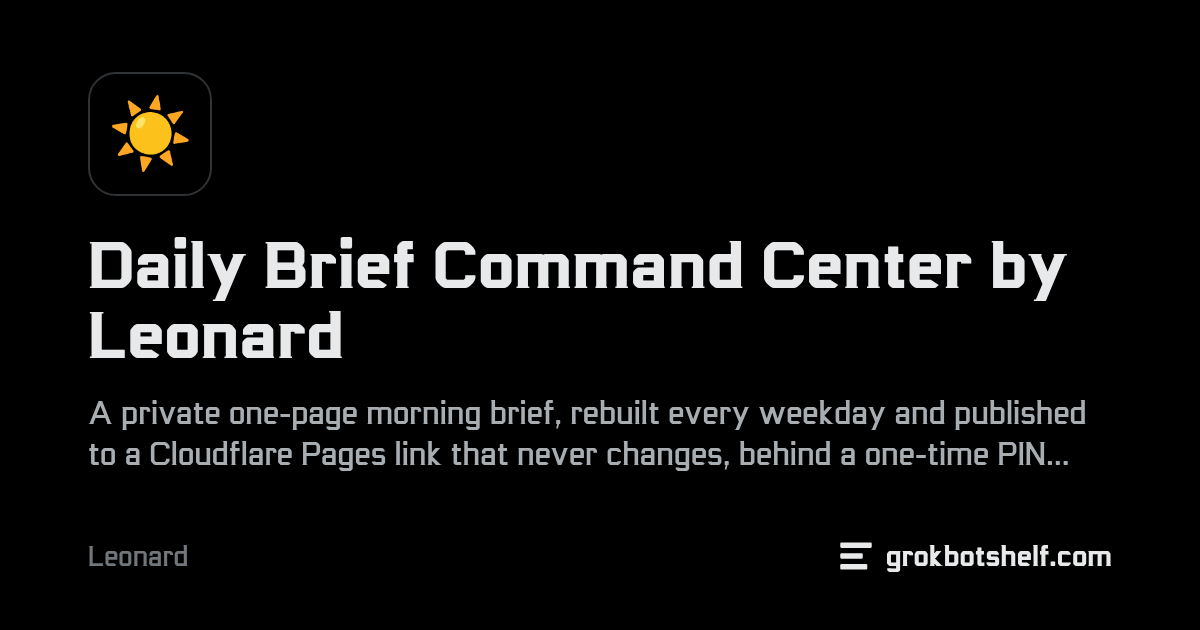 Daily Brief Command Center by
Leonard
A private one-page morning brief, rebuilt every weekday and published
to a Cloudflare Pages link that never changes, behind a one-time PIN...
Leonard
grokbotshelf.com